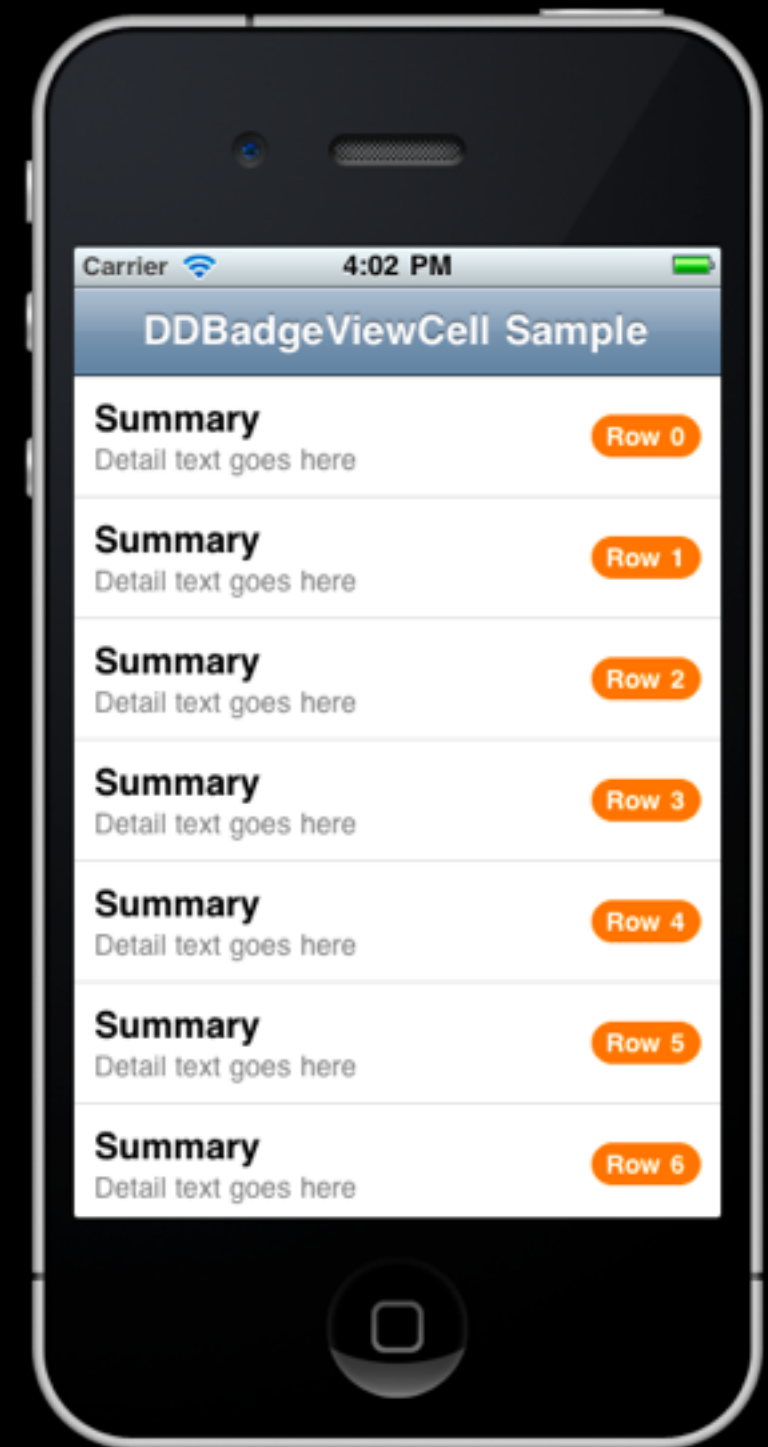 Carrier 4:02 PM
DDBadgeViewCell Sample
Summary
Detail text goes here
Row 0
Summary
Detail text goes here
Row 1
Summary
Detail text goes here
Row 2
Summary
Detail text goes here
Row 3
Summary
Detail text goes here
Row 4
Summary
Detail text goes here
Row 5
Summary
Detail text goes here
Row 6